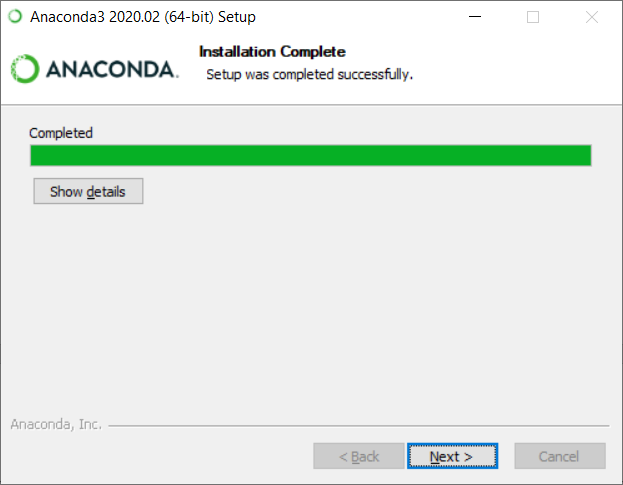 Anaconda3 2020.02 (64-bit) Setup
ANACONDA.
Installation Complete
Setup was completed successfully.
Completed
Show details
Anaconda, Inc.
< Back
Next >
Cancel